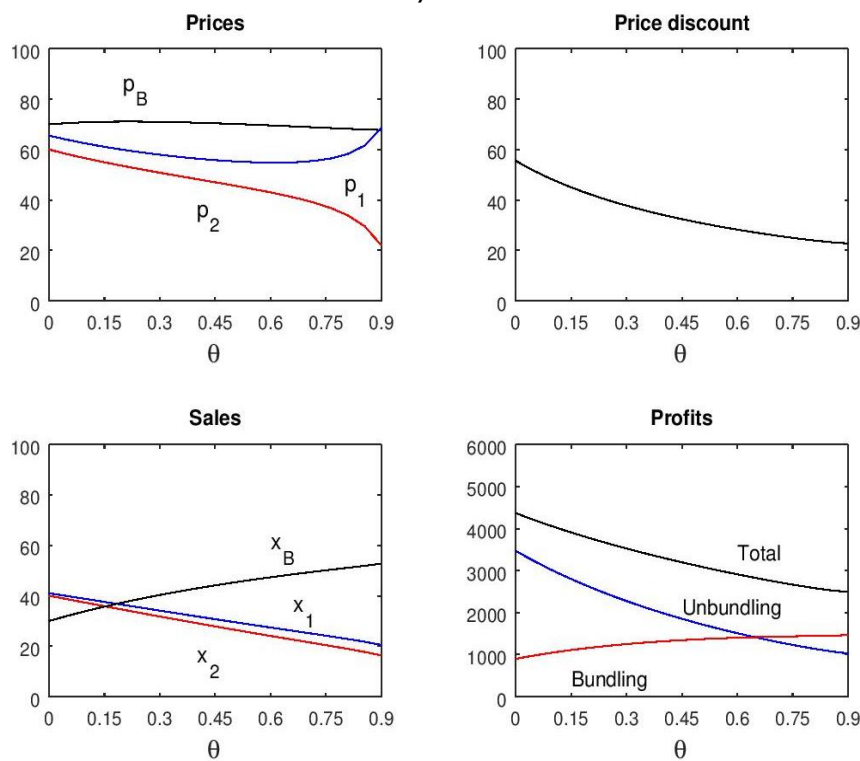 Prices
100
80
60
40
20
0
p_B
p_1
p_2
0 0.15 0.3 0.45 0.6 0.75 0.9
θ
Price discount
100
80
60
40
20
0
0 0.15 0.3 0.45 0.6 0.75 0.9
θ
Sales
100
80
60
40
20
0
x_B
x_1
x_2
0 0.15 0.3 0.45 0.6 0.75 0.9
θ
Profits
6000
5000
4000
3000
2000
1000
0
Total
Unbundling
Bundling
0 0.15 0.3 0.45 0.6 0.75 0.9
θ